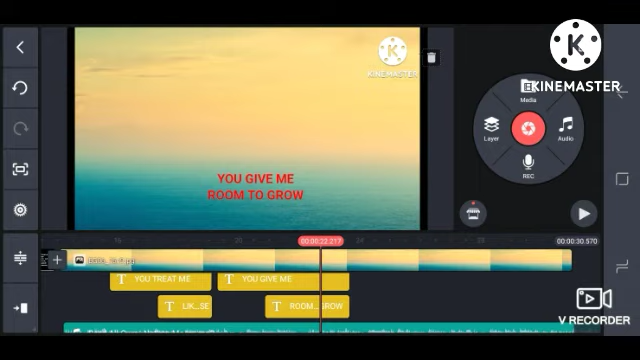 KINEMASTER
KINEMASTER
Media
Layer
Audio
REC
YOU GIVE ME
ROOM TO GROW
00:00:22.217
00:00:30.570
T YOU TREAT ME
T YOU GIVE ME
T LIK...SE
T ROOM...GROW
V RECORDER